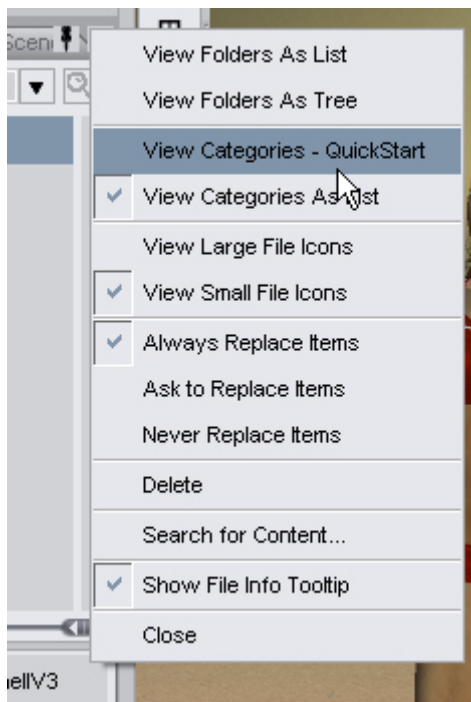 Scen
View Folders As List
View Folders As Tree
View Categories - QuickStart
View Categories As List
View Large File Icons
View Small File Icons
Always Replace Items
Ask to Replace Items
Never Replace Items
Delete
Search for Content...
Show File Info Tooltip
Close
ellV3